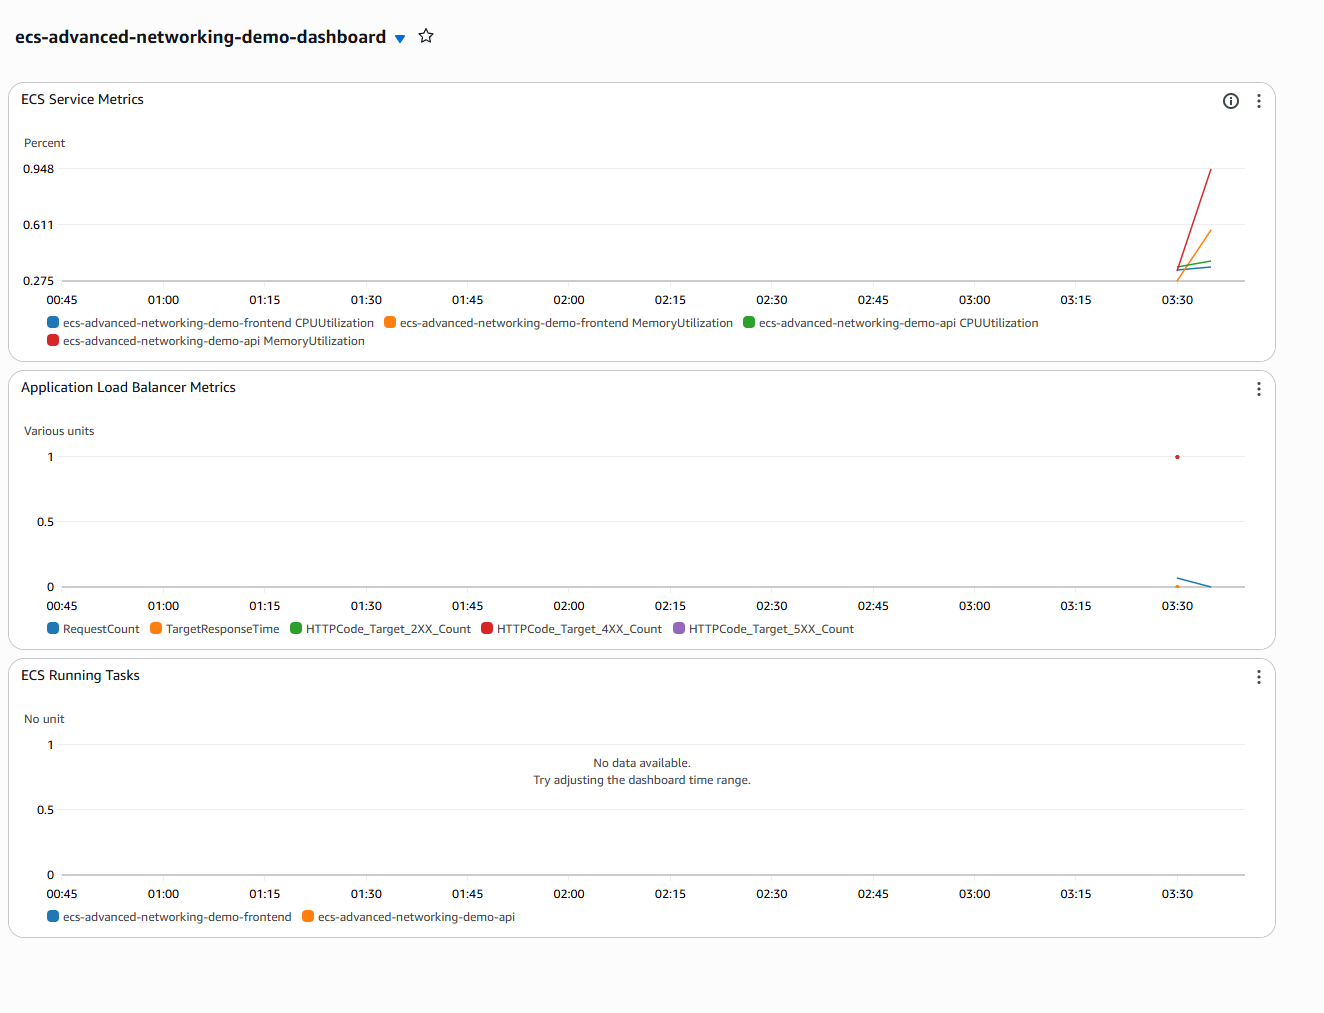 ecs-advanced-networking-demo-dashboard
ECS Service Metrics
Percent
0.948
0.611
0.275
00:45 01:00 01:15 01:30 01:45 02:00 02:15 02:30 02:45 03:00 03:15 03:30
ecs-advanced-networking-demo-frontend CPUUtilization ecs-advanced-networking-demo-frontend MemoryUtilization ecs-advanced-networking-demo-api CPUUtilization
ecs-advanced-networking-demo-api MemoryUtilization
Application Load Balancer Metrics
Various units
1
0.5
0
00:45 01:00 01:15 01:30 01:45 02:00 02:15 02:30 02:45 03:00 03:15 03:30
RequestCount TargetResponseTime HTTPCode_Target_2XX_Count HTTPCode_Target_4XX_Count HTTPCode_Target_5XX_Count
ECS Running Tasks
No unit
1
No data available.
Try adjusting the dashboard time range.
0.5
0
00:45 01:00 01:15 01:30 01:45 02:00 02:15 02:30 02:45 03:00 03:15 03:30
ecs-advanced-networking-demo-frontend ecs-advanced-networking-demo-api